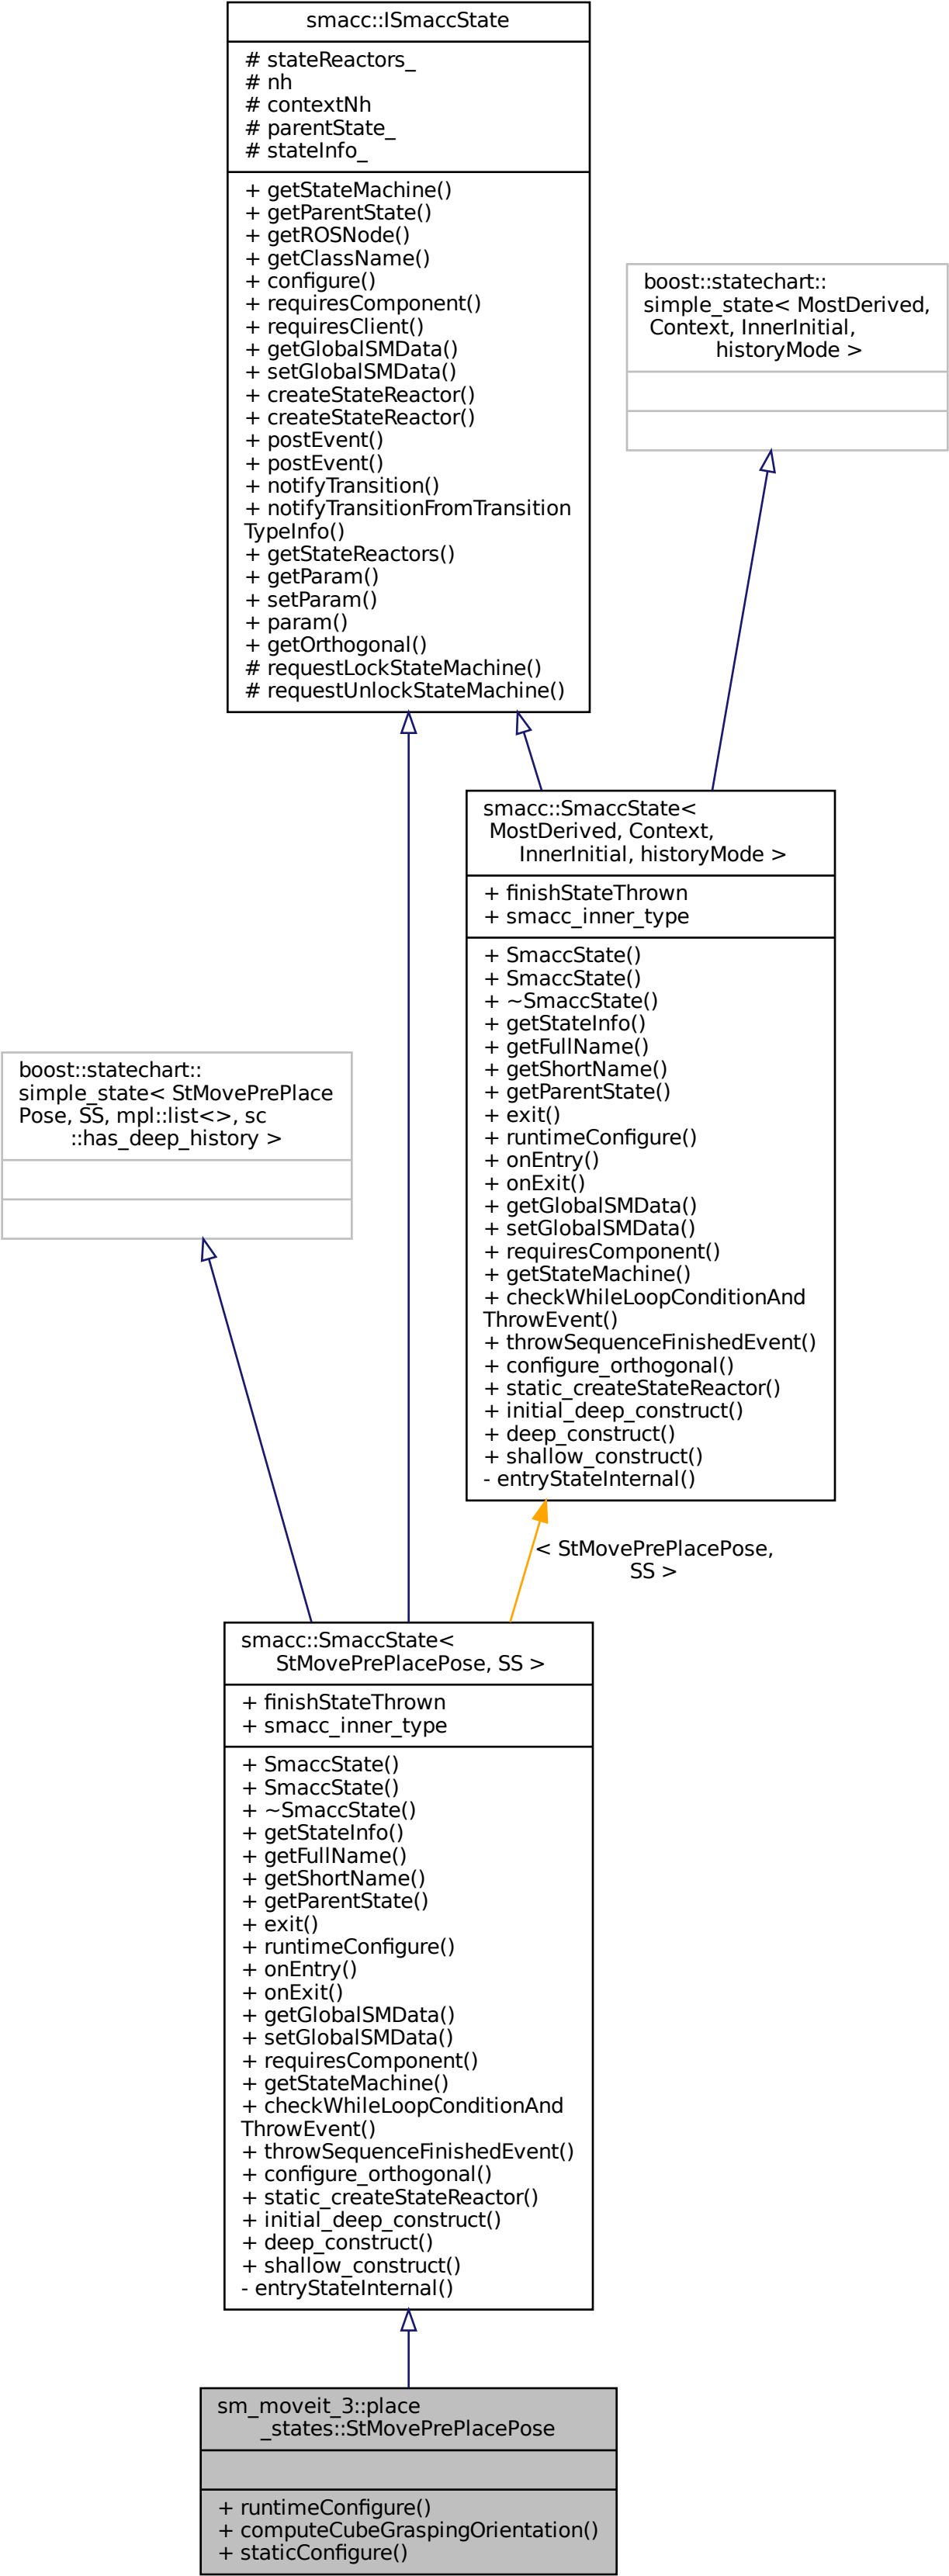 smacc::ISmaccState
# stateReactors_
# nh
# contextNh
# parentState_
# stateInfo_
+ getStateMachine()
+ getParentState()
+ getROSNode()
+ getClassName()
+ configure()
+ requiresComponent()
+ requiresClient()
+ getGlobalSMData()
+ setGlobalSMData()
+ createStateReactor()
+ createStateReactor()
+ postEvent()
+ postEvent()
+ notifyTransition()
+ notifyTransitionFromTransition
TypeInfo()
+ getStateReactors()
+ getParam()
+ setParam()
+ param()
+ getOrthogonal()
# requestLockStateMachine()
# requestUnlockStateMachine()
boost::statechart::
simple_state< MostDerived,
Context, InnerInitial,
historyMode >
smacc::SmaccState<
MostDerived, Context,
InnerInitial, historyMode >
+ finishStateThrown
+ smacc_inner_type
+ SmaccState()
+ SmaccState()
+ ~SmaccState()
+ getStateInfo()
+ getFullName()
+ getShortName()
+ getParentState()
+ exit()
+ runtimeConfigure()
+ onEntry()
+ onExit()
+ getGlobalSMData()
+ setGlobalSMData()
+ requiresComponent()
+ getStateMachine()
+ checkWhileLoopConditionAnd
ThrowEvent()
+ throwSequenceFinishedEvent()
+ configure_orthogonal()
+ static_createStateReactor()
+ initial_deep_construct()
+ deep_construct()
+ shallow_construct()
- entryStateInternal()
boost::statechart::
simple_state< StMovePrePlace
Pose, SS, mpl::list<>, sc
::has_deep_history >
< StMovePrePlacePose,
SS >
smacc::SmaccState<
StMovePrePlacePose, SS >
+ finishStateThrown
+ smacc_inner_type
+ SmaccState()
+ SmaccState()
+ ~SmaccState()
+ getStateInfo()
+ getFullName()
+ getShortName()
+ getParentState()
+ exit()
+ runtimeConfigure()
+ onEntry()
+ onExit()
+ getGlobalSMData()
+ setGlobalSMData()
+ requiresComponent()
+ getStateMachine()
+ checkWhileLoopConditionAnd
ThrowEvent()
+ throwSequenceFinishedEvent()
+ configure_orthogonal()
+ static_createStateReactor()
+ initial_deep_construct()
+ deep_construct()
+ shallow_construct()
- entryStateInternal()
sm_moveit_3::place
_states::StMovePrePlacePose
+ runtimeConfigure()
+ computeCubeGraspingOrientation()
+ staticConfigure()